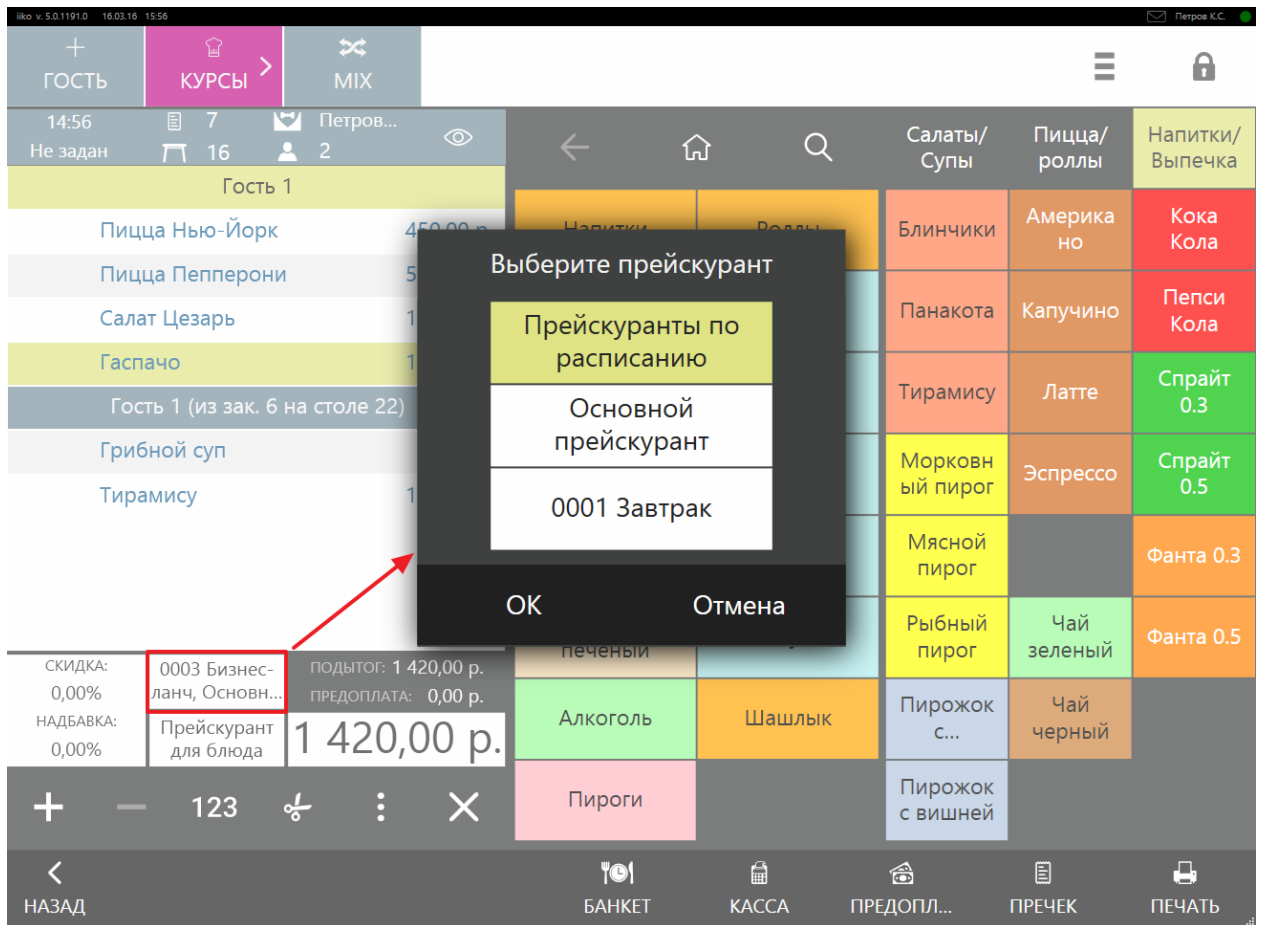 iiko v. 5.0.1191.0 16.03.16 15:56
Петров К.С.
ГОСТЬ
КУРСЫ
MIX
14:56
7
Петров...
Не задан
16
2
Гость 1
Пицца Нью-Йорк
Пицца Пепперони
5
Салат Цезарь
1
Гаспачо
1
Гость 1 (из зак. 6 на столе 22)
Грибной суп
Тирамису
1
СКИДКА:
0,00%
НАДБАВКА:
0,00%
0003 Бизнес-
ланч, Основн...
Прейскурант
для блюда
ПОДЫТОГ: 1 420,00 р.
ПРЕДОПЛАТА: 0,00 р.
1 420,00 р.
123
Выберите прейскурант
Прейскуранты по
расписанию
Основной
прейскурант
0001 Завтрак
ОК
Отмена
печеный
Алкоголь
Шашлык
Пироги
Салаты/
Супы
Пицца/
роллы
Напитки/
Выпечка
Блинчики
Америка
но
Кока
Кола
Панакота
Капучино
Пепси
Кола
Тирамису
Латте
Спрайт
0.3
Морковн
ый пирог
Эспрессо
Спрайт
0.5
Мясной
пирог
Фанта 0.3
Рыбный
пирог
Чай
зеленый
Фанта 0.5
Пирожок
с...
Чай
черный
Пирожок
с вишней
НАЗАД
БАНКЕТ
КАССА
ПРЕДОПЛ...
ПРЕЧЕК
ПЕЧАТЬ